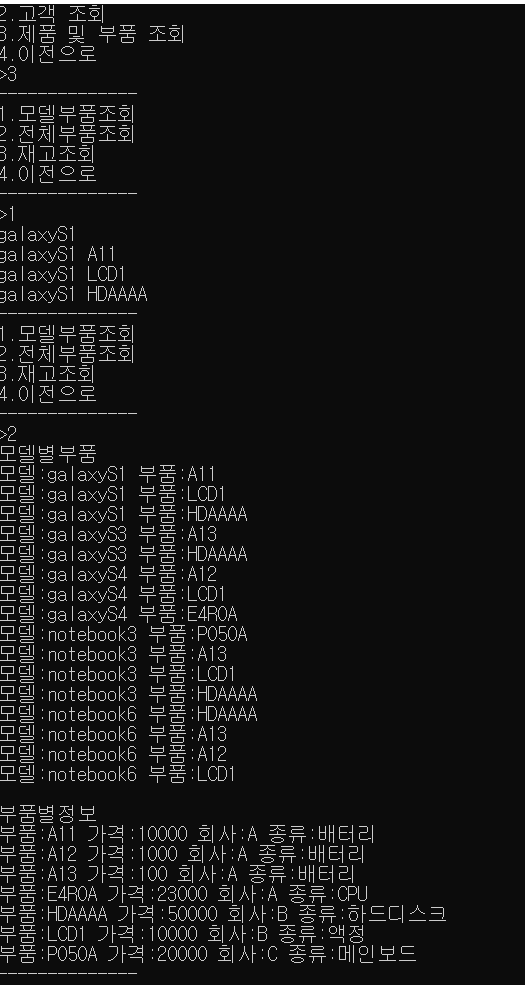 2.고객 조회
3.제품 및 부품 조회
4.이전으로
>3
--------------
1.모델부품조회
2.전체부품조회
3.재고조회
4.이전으로
--------------
>1
galaxyS1
galaxyS1 A11
galaxyS1 LCD1
galaxyS1 HDAAAA
--------------
1.모델부품조회
2.전체부품조회
3.재고조회
4.이전으로
--------------
>2
모델별부품
모델:galaxyS1 부품:A11
모델:galaxyS1 부품:LCD1
모델:galaxyS1 부품:HDAAAA
모델:galaxyS3 부품:A13
모델:galaxyS3 부품:HDAAAA
모델:galaxyS4 부품:A12
모델:galaxyS4 부품:LCD1
모델:galaxyS4 부품:E4R0A
모델:notebook3 부품:P050A
모델:notebook3 부품:A13
모델:notebook3 부품:LCD1
모델:notebook3 부품:HDAAAA
모델:notebook6 부품:HDAAAA
모델:notebook6 부품:A13
모델:notebook6 부품:A12
모델:notebook6 부품:LCD1

부품별정보
부품:A11 가격:10000 회사:A 종류:배터리
부품:A12 가격:1000 회사:A 종류:배터리
부품:A13 가격:100 회사:A 종류:배터리
부품:E4R0A 가격:23000 회사:A 종류:CPU
부품:HDAAAA 가격:50000 회사:B 종류:하드디스크
부품:LCD1 가격:10000 회사:B 종류:액정
부품:P050A 가격:20000 회사:C 종류:메인보드
--------------